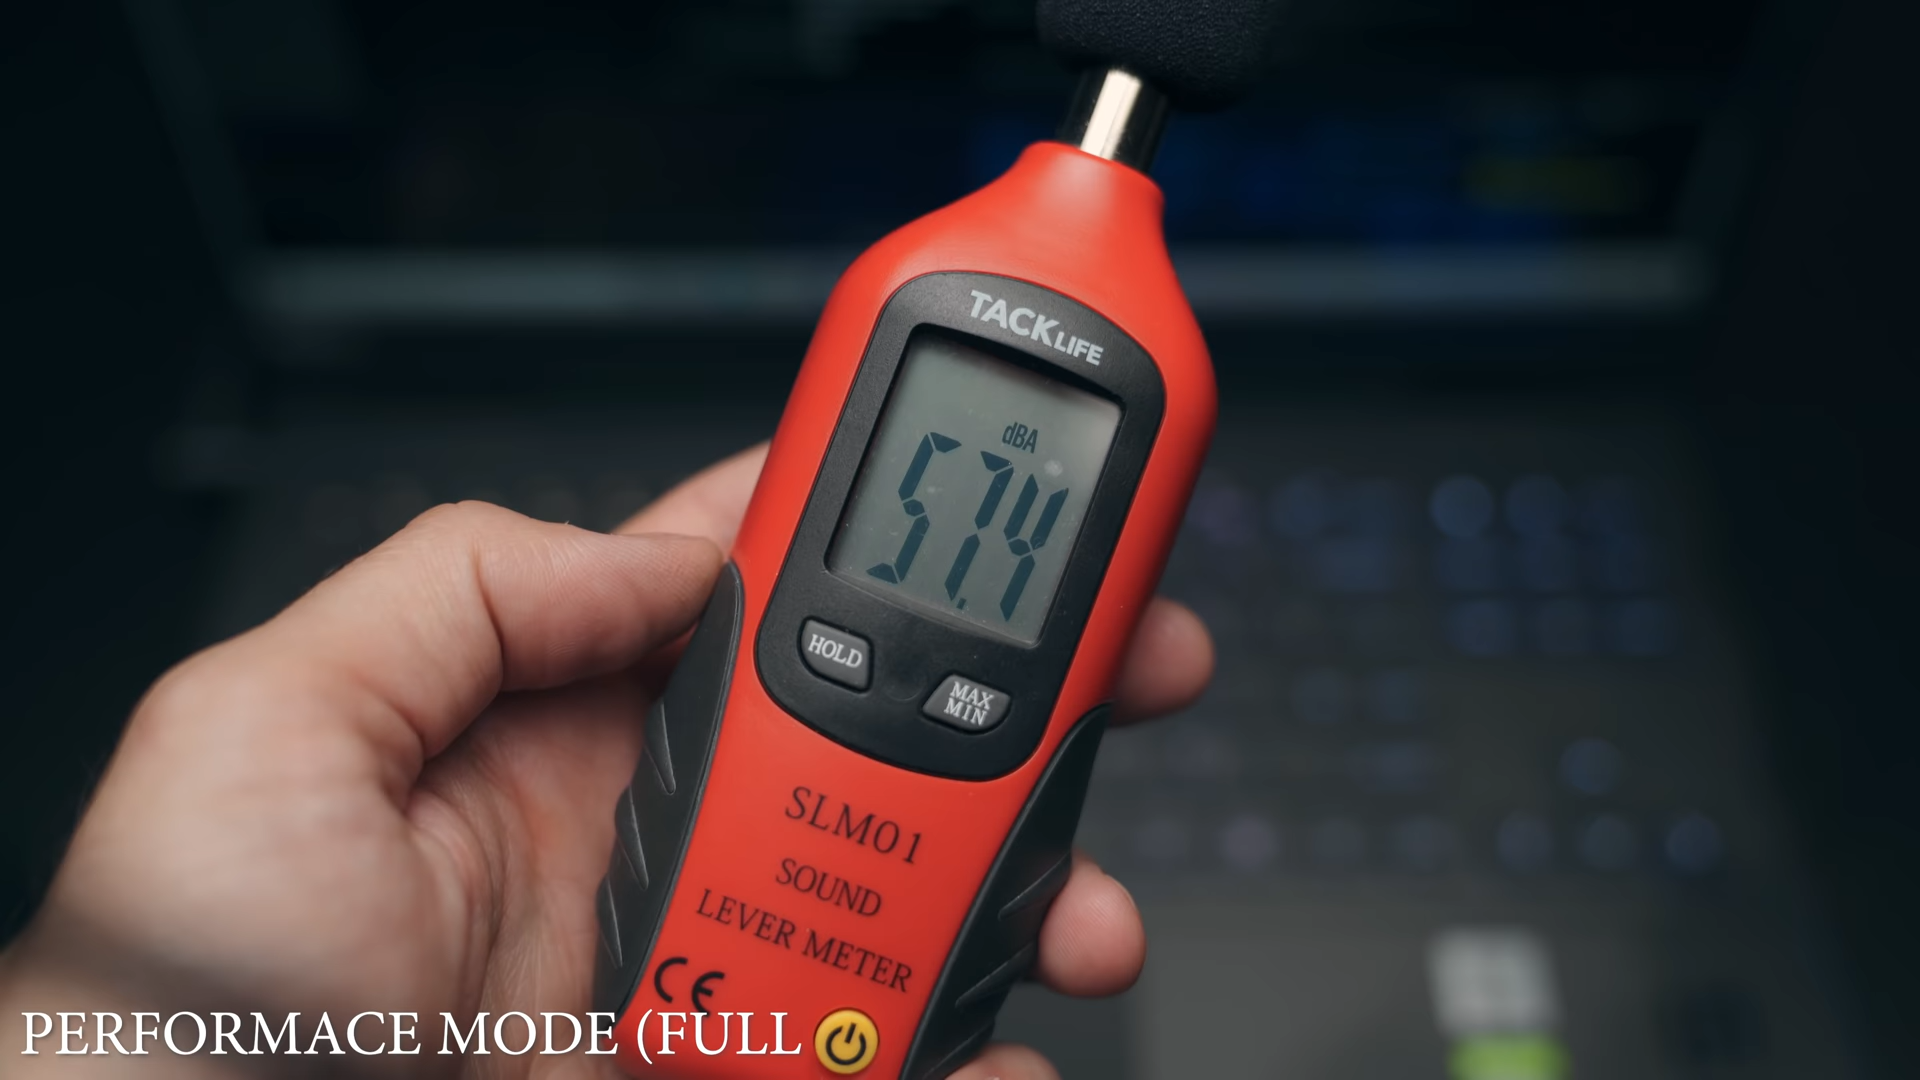 TACKLIFE
dBA
57.4
HOLD
MAX
MIN
SLM01
SOUND
LEVER METER
CE
PERFORMACE MODE (FULL